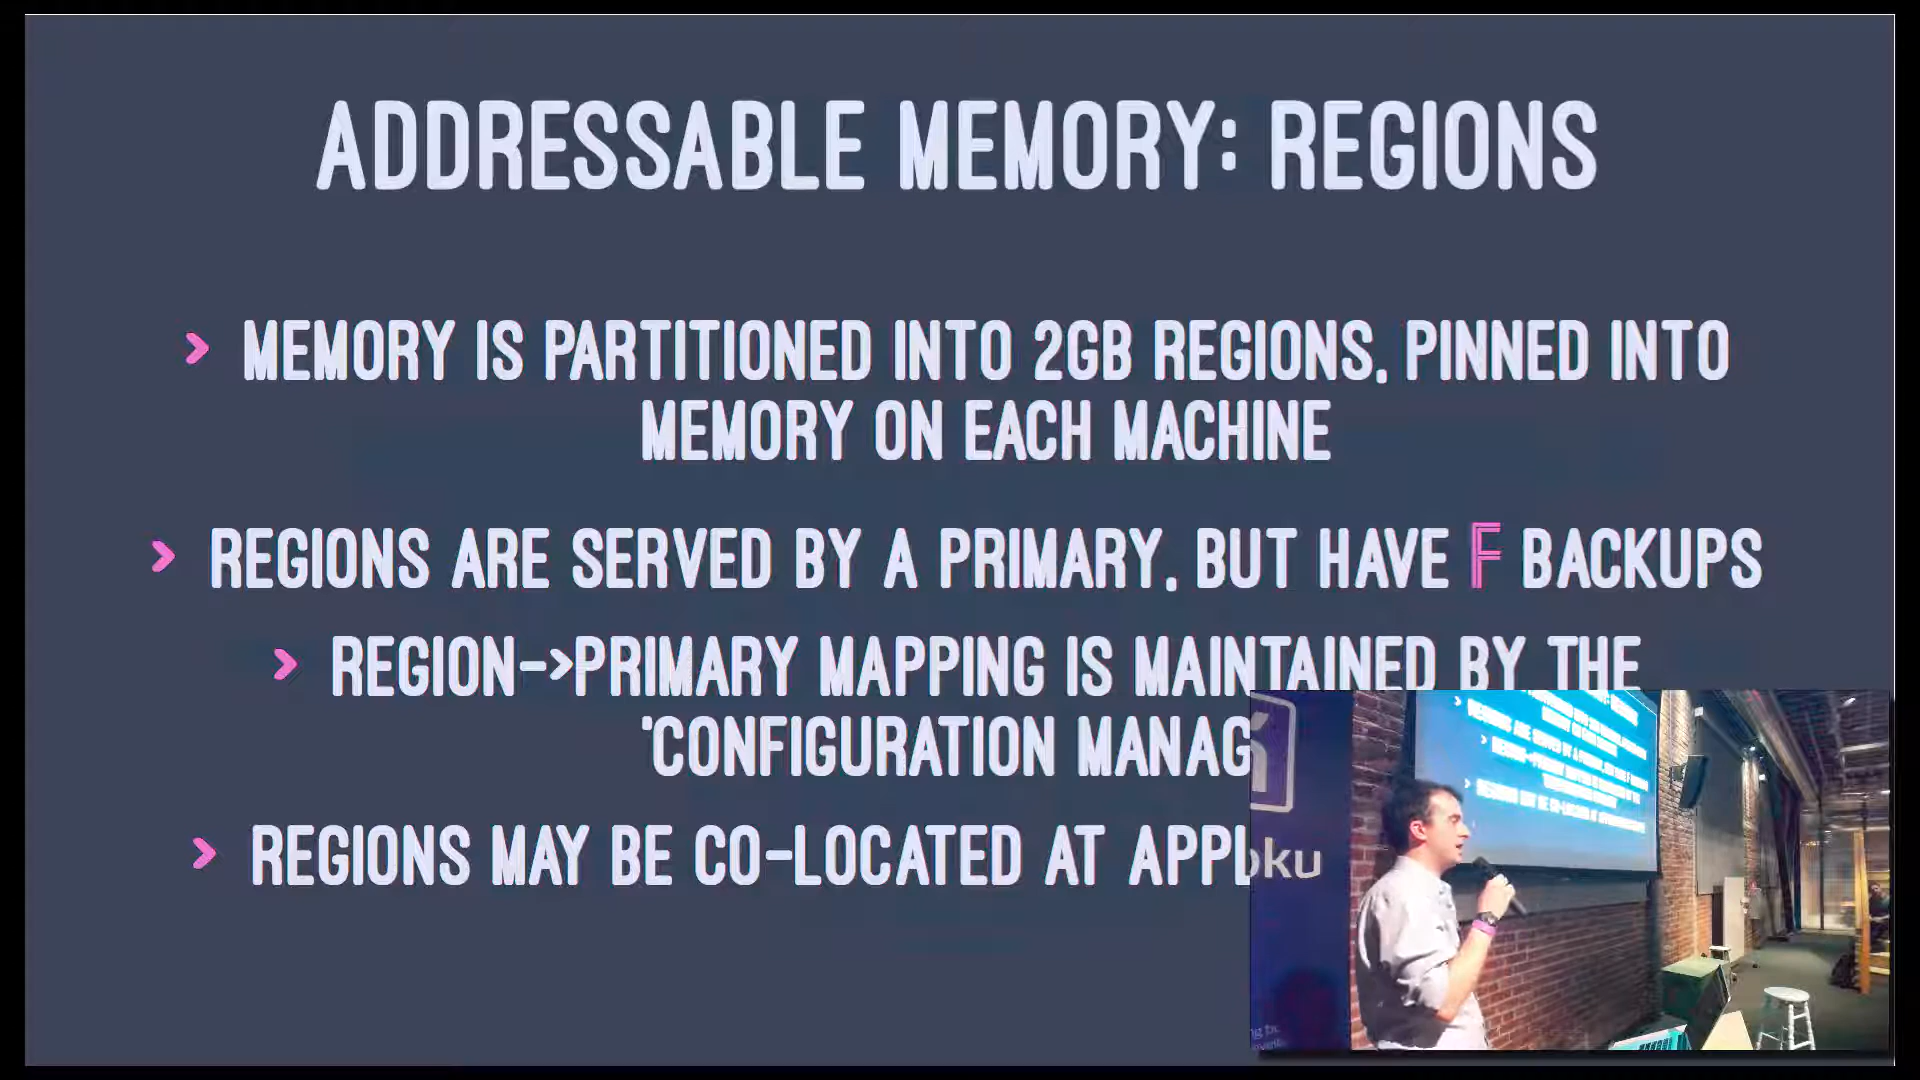 ADDRESSABLE MEMORY: REGIONS
> MEMORY IS PARTITIONED INTO 2GB REGIONS, PINNED INTO
MEMORY ON EACH MACHINE
> REGIONS ARE SERVED BY A PRIMARY, BUT HAVE F BACKUPS
> REGION->PRIMARY MAPPING IS MAINTAINED BY THE
"CONFIGURATION MANAG
> REGIONS MAY BE CO-LOCATED AT APPL
oku